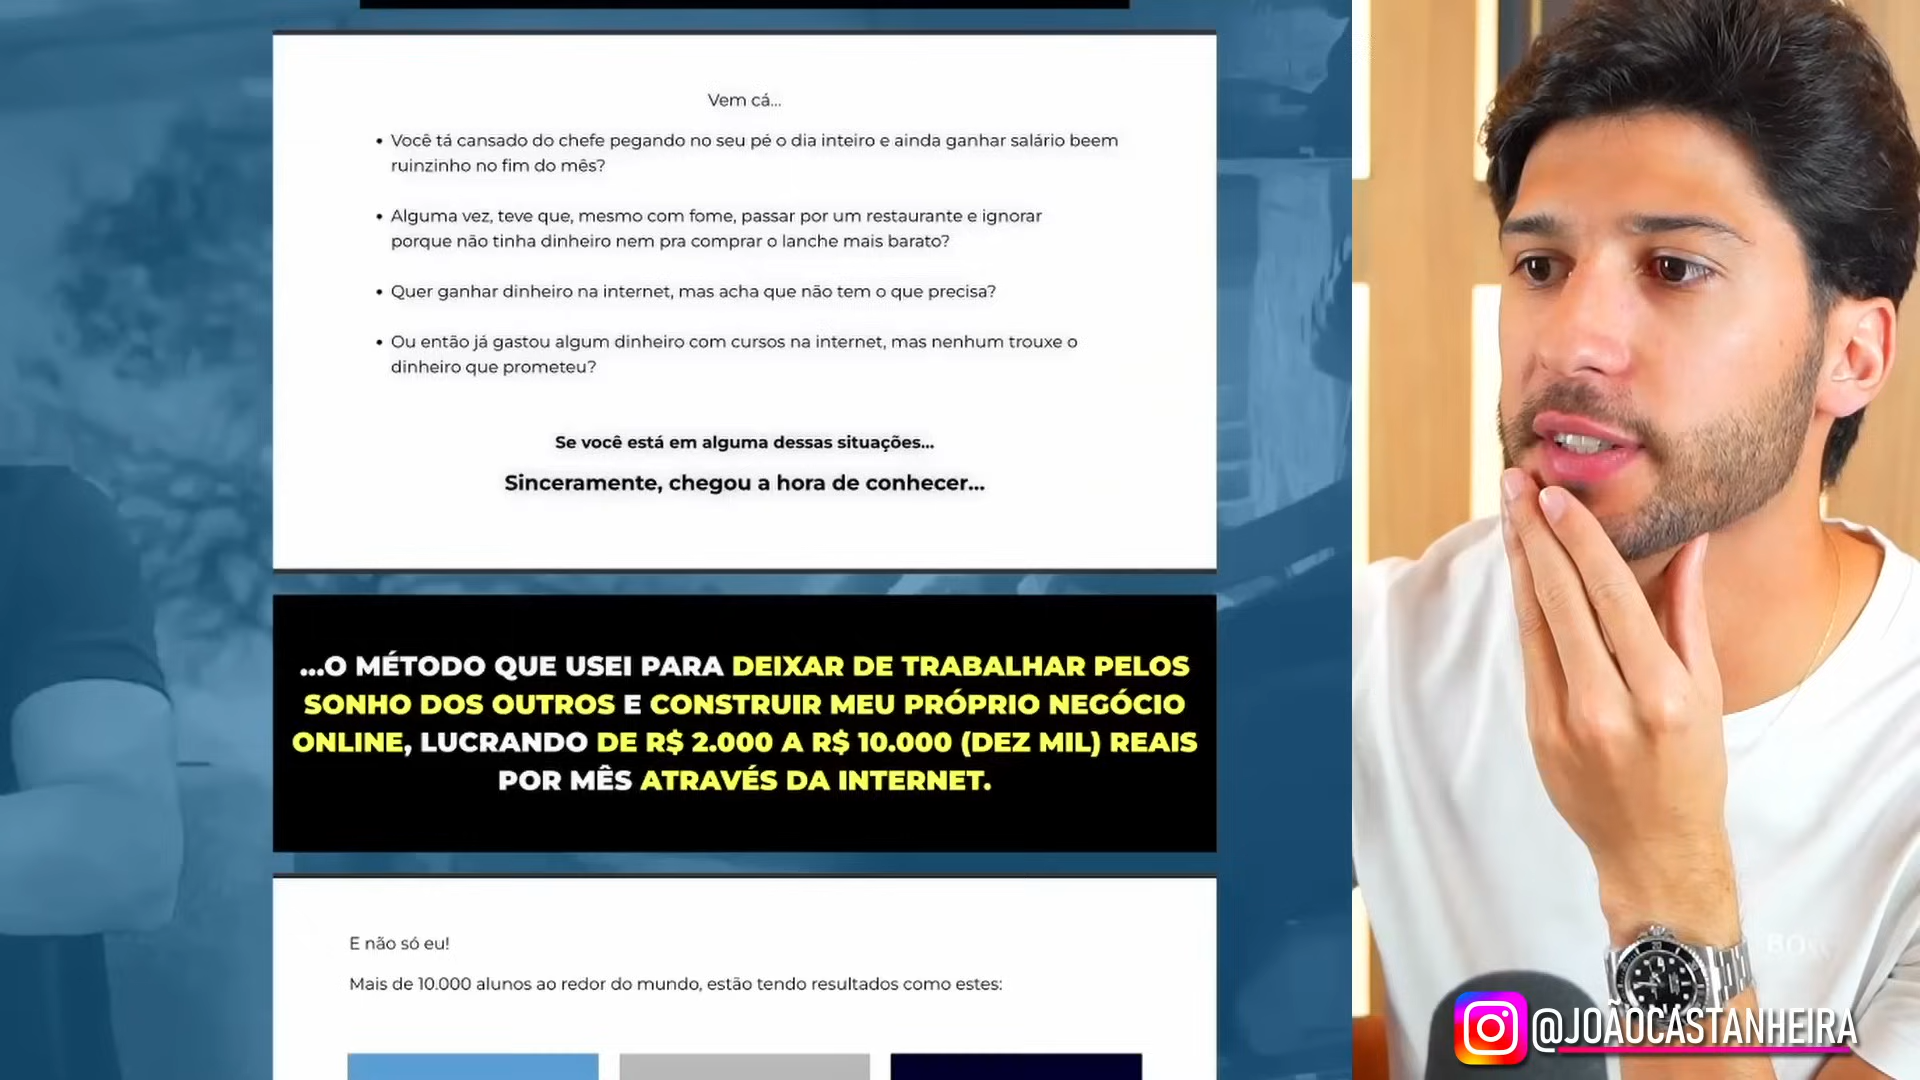 Vem cá...
• Você tá cansado do chefe pegando no seu pé o dia inteiro e ainda ganhar salário beem
ruinzinho no fim do mês?
• Alguma vez, teve que, mesmo com fome, passar por um restaurante e ignorar
porque não tinha dinheiro nem pra comprar o lanche mais barato?
• Quer ganhar dinheiro na internet, mas acha que não tem o que precisa?
• Ou então já gastou algum dinheiro com cursos na internet, mas nenhum trouxe o
dinheiro que prometeu?
Se você está em alguma dessas situações...
Sinceramente, chegou a hora de conhecer...
...O MÉTODO QUE USEI PARA DEIXAR DE TRABALHAR PELOS
SONHO DOS OUTROS E CONSTRUIR MEU PRÓPRIO NEGÓCIO
ONLINE, LUCRANDO DE R$ 2.000 A R$ 10.000 (DEZ MIL) REAIS
POR MÊS ATRAVÉS DA INTERNET.
E não só eu!
Mais de 10.000 alunos ao redor do mundo, estão tendo resultados como estes:
@JOÃOCASTANHEIRA